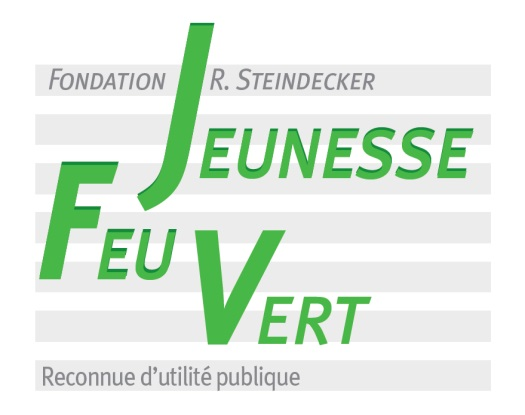 FONDATION R. STEINDECKER
JEUNESSE
FEU VERT
Reconnue d'utilité publique